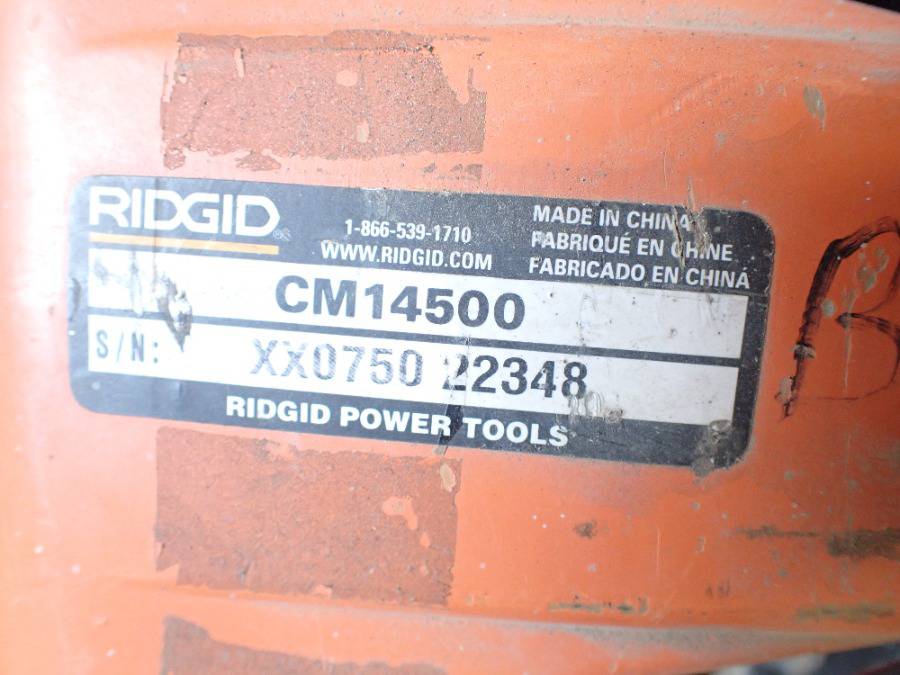 RIDGID
1-866-539-1710
WWW.RIDGID.COM
MADE IN CHINA
FABRIQUÉ EN CHINE
FABRICADO EN CHINA
CM14500
S/N: XX0750 22348
RIDGID POWER TOOLS
B